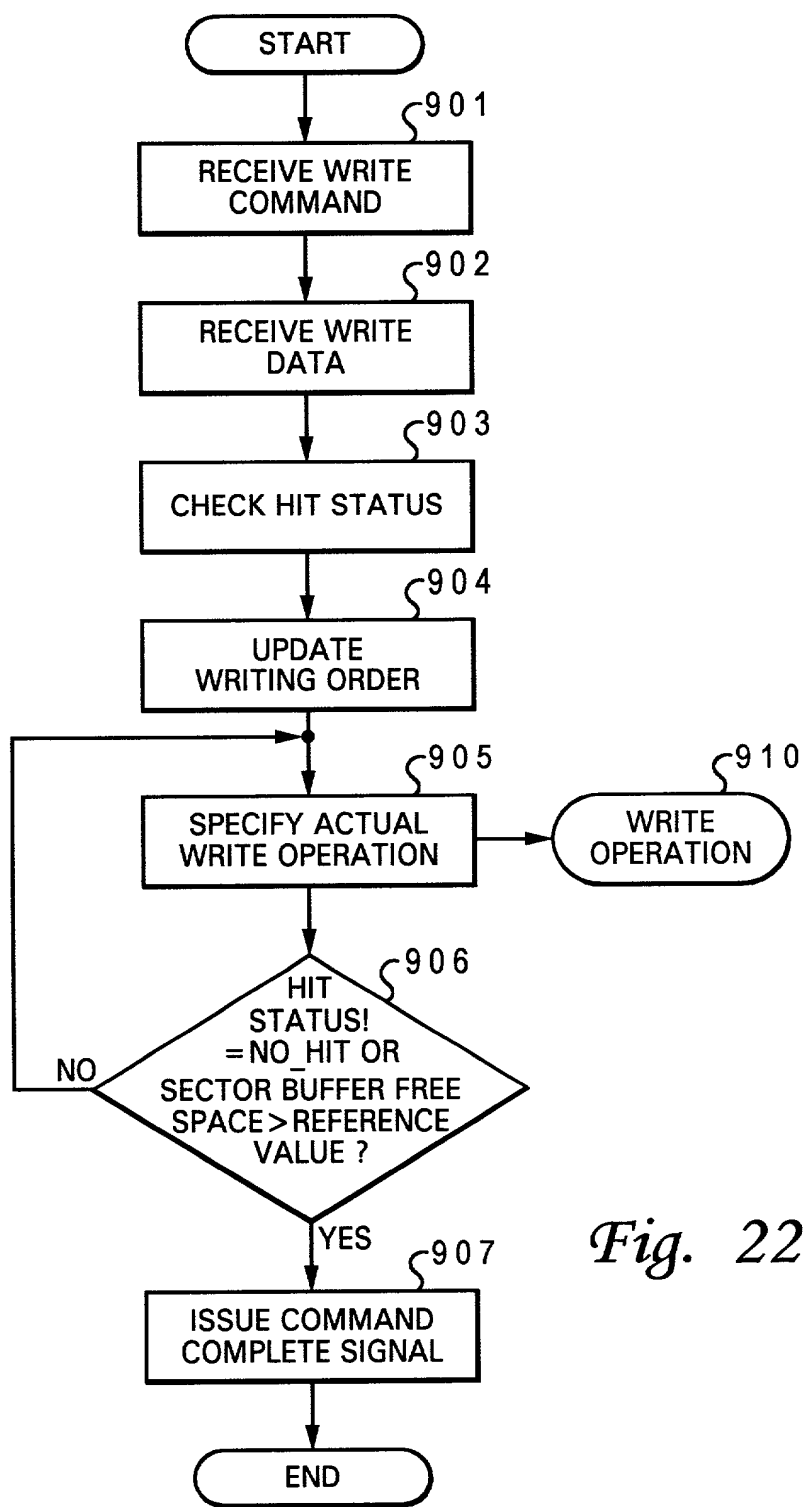 START
901
RECEIVE WRITE
COMMAND
902
RECEIVE WRITE
DATA
903
CHECK HIT STATUS
904
UPDATE
WRITING ORDER
905
SPECIFY ACTUAL
WRITE OPERATION
910
WRITE
OPERATION
906
HIT
STATUS!
=NO_HIT OR
SECTOR BUFFER FREE
SPACE>REFERENCE
VALUE ?
NO
YES
907
ISSUE COMMAND
COMPLETE SIGNAL
END
Fig. 22